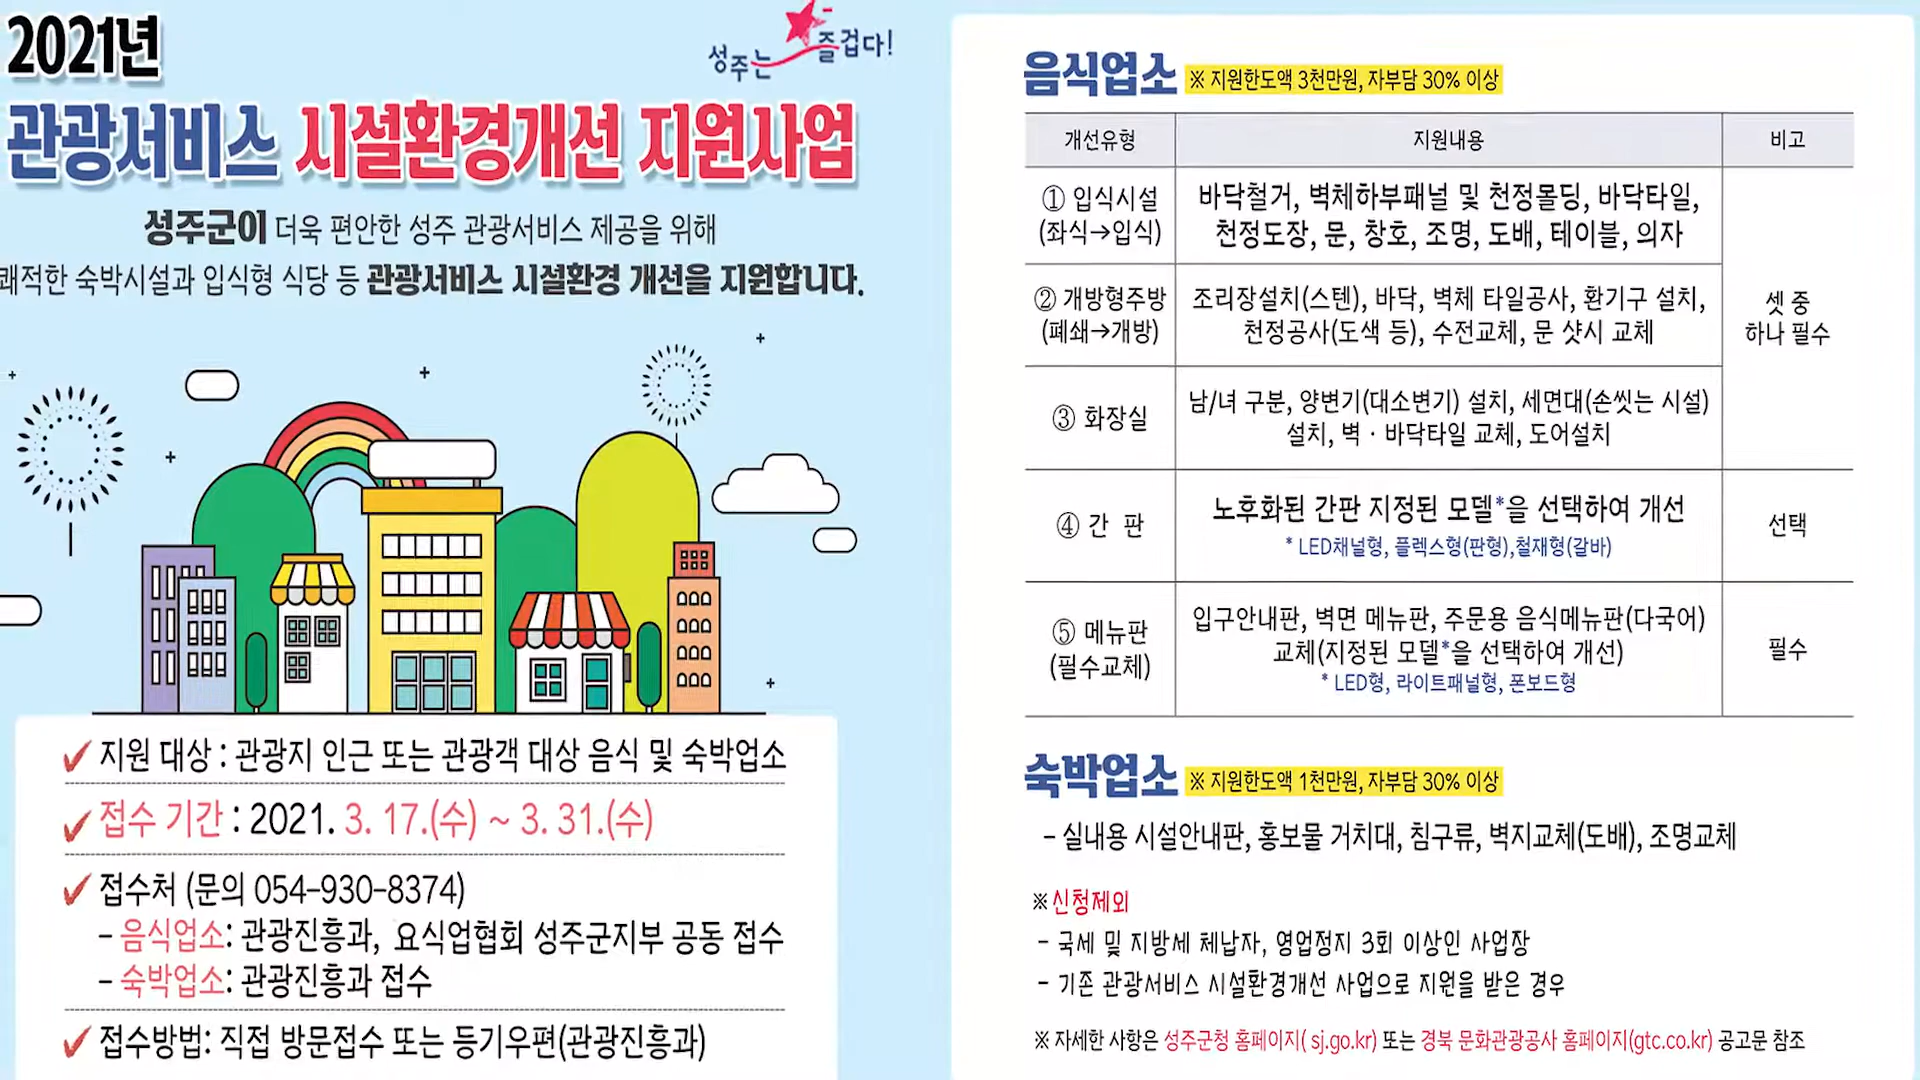 2021년
성주는 즐겁다!
관광서비스 시설환경개선 지원사업
성주군이 더욱 편안한 성주 관광서비스 제공을 위해
쾌적한 숙박시설과 입식형 식당 등 관광서비스 시설환경 개선을 지원합니다.
지원 대상 : 관광지 인근 또는 관광객 대상 음식 및 숙박업소
접수 기간 : 2021. 3. 17.(수) ~ 3. 31.(수)
접수처 (문의 054-930-8374)
- 음식업소: 관광진흥과, 요식업협회 성주군지부 공동 접수
- 숙박업소: 관광진흥과 접수
접수방법: 직접 방문접수 또는 등기우편(관광진흥과)
음식업소 ※ 지원한도액 3천만원, 자부담 30% 이상
개선유형 지원내용 비고
① 입식시설
(좌식→입식)
바닥철거, 벽체하부패널 및 천정몰딩, 바닥타일,
천정도장, 문, 창호, 조명, 도배, 테이블, 의자
② 개방형주방
(폐쇄→개방)
조리장설치(스텐), 바닥, 벽체 타일공사, 환기구 설치,
천정공사(도색 등), 수전교체, 문 샷시 교체
셋 중
하나 필수
③ 화장실
남/녀 구분, 양변기(대소변기) 설치, 세면대(손씻는 시설)
설치, 벽 · 바닥타일 교체, 도어설치
④ 간 판
노후화된 간판 지정된 모델*을 선택하여 개선
* LED채널형, 플렉스형(판형),철재형(갈바)
선택
⑤ 메뉴판
(필수교체)
입구안내판, 벽면 메뉴판, 주문용 음식메뉴판(다국어)
교체(지정된 모델*을 선택하여 개선)
* LED형, 라이트패널형, 폰보드형
필수
숙박업소 ※ 지원한도액 1천만원, 자부담 30% 이상
- 실내용 시설안내판, 홍보물 거치대, 침구류, 벽지교체(도배), 조명교체
※ 신청제외
- 국세 및 지방세 체납자, 영업정지 3회 이상인 사업장
- 기존 관광서비스 시설환경개선 사업으로 지원을 받은 경우
※ 자세한 사항은 성주군청 홈페이지( sj.go.kr) 또는 경북 문화관광공사 홈페이지(gtc.co.kr) 공고문 참조